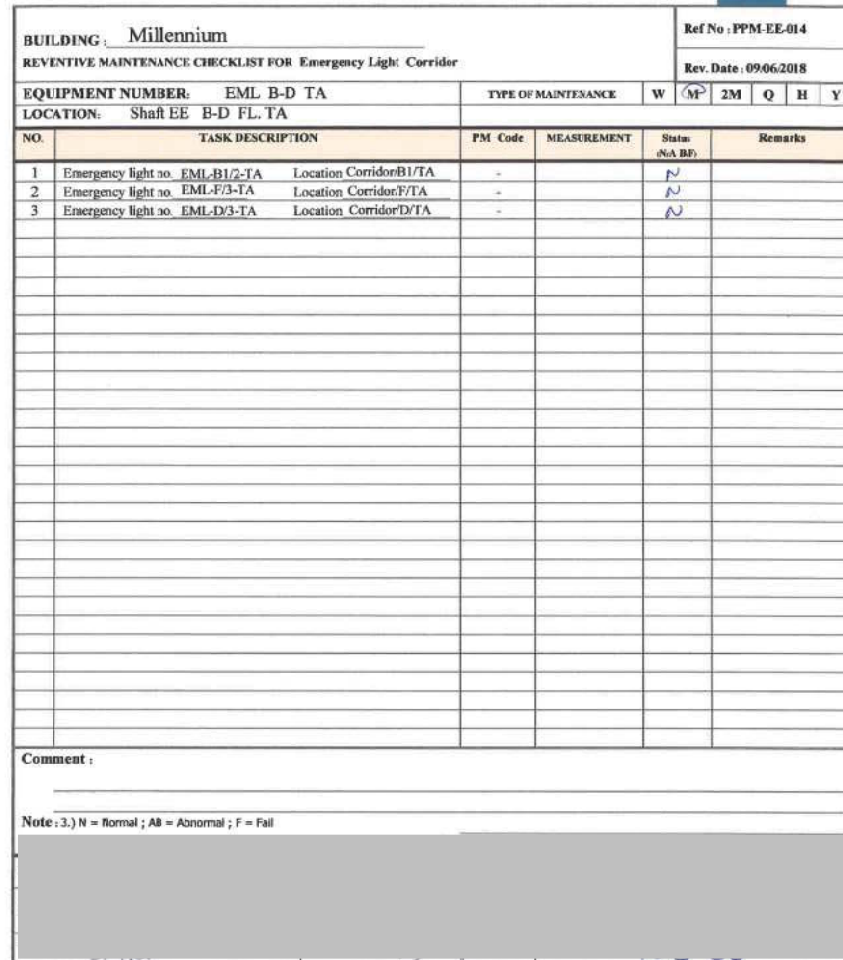 BUILDING : Millennium
Ref No : PPM-EE-014
REVENTIVE MAINTENANCE CHECKLIST FOR Emergency Light Corridor
Rev. Date : 09/06/2018
EQUIPMENT NUMBER: EML B-D TA TYPE OF MAINTENANCE W M 2M Q H Y
LOCATION: Shaft EE B-D FL. TA
NO. TASK DESCRIPTION PM Code MEASUREMENT Status Remarks
(N/A B/F)
1 Emergency light no. EML-B1/2-TA Location Corridor/B1/TA - N
2 Emergency light no. EML-F/3-TA Location Corridor/F/TA - N
3 Emergency light no. EML-D/3-TA Location Corridor/D/TA - N
Comment :
Note : 3.) N = Normal ; AB = Abnormal ; F = Fail